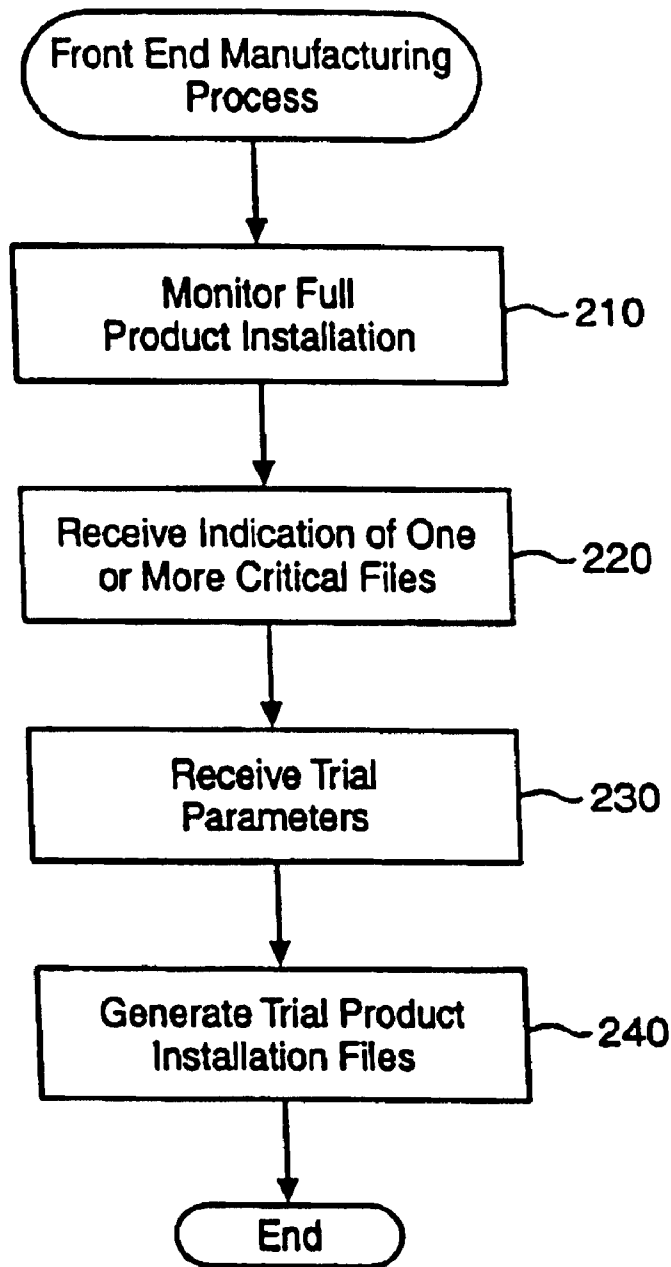 Front End Manufacturing
Process
Monitor Full
Product Installation
210
Receive Indication of One
or More Critical Files
220
Receive Trial
Parameters
230
Generate Trial Product
Installation Files
240
End